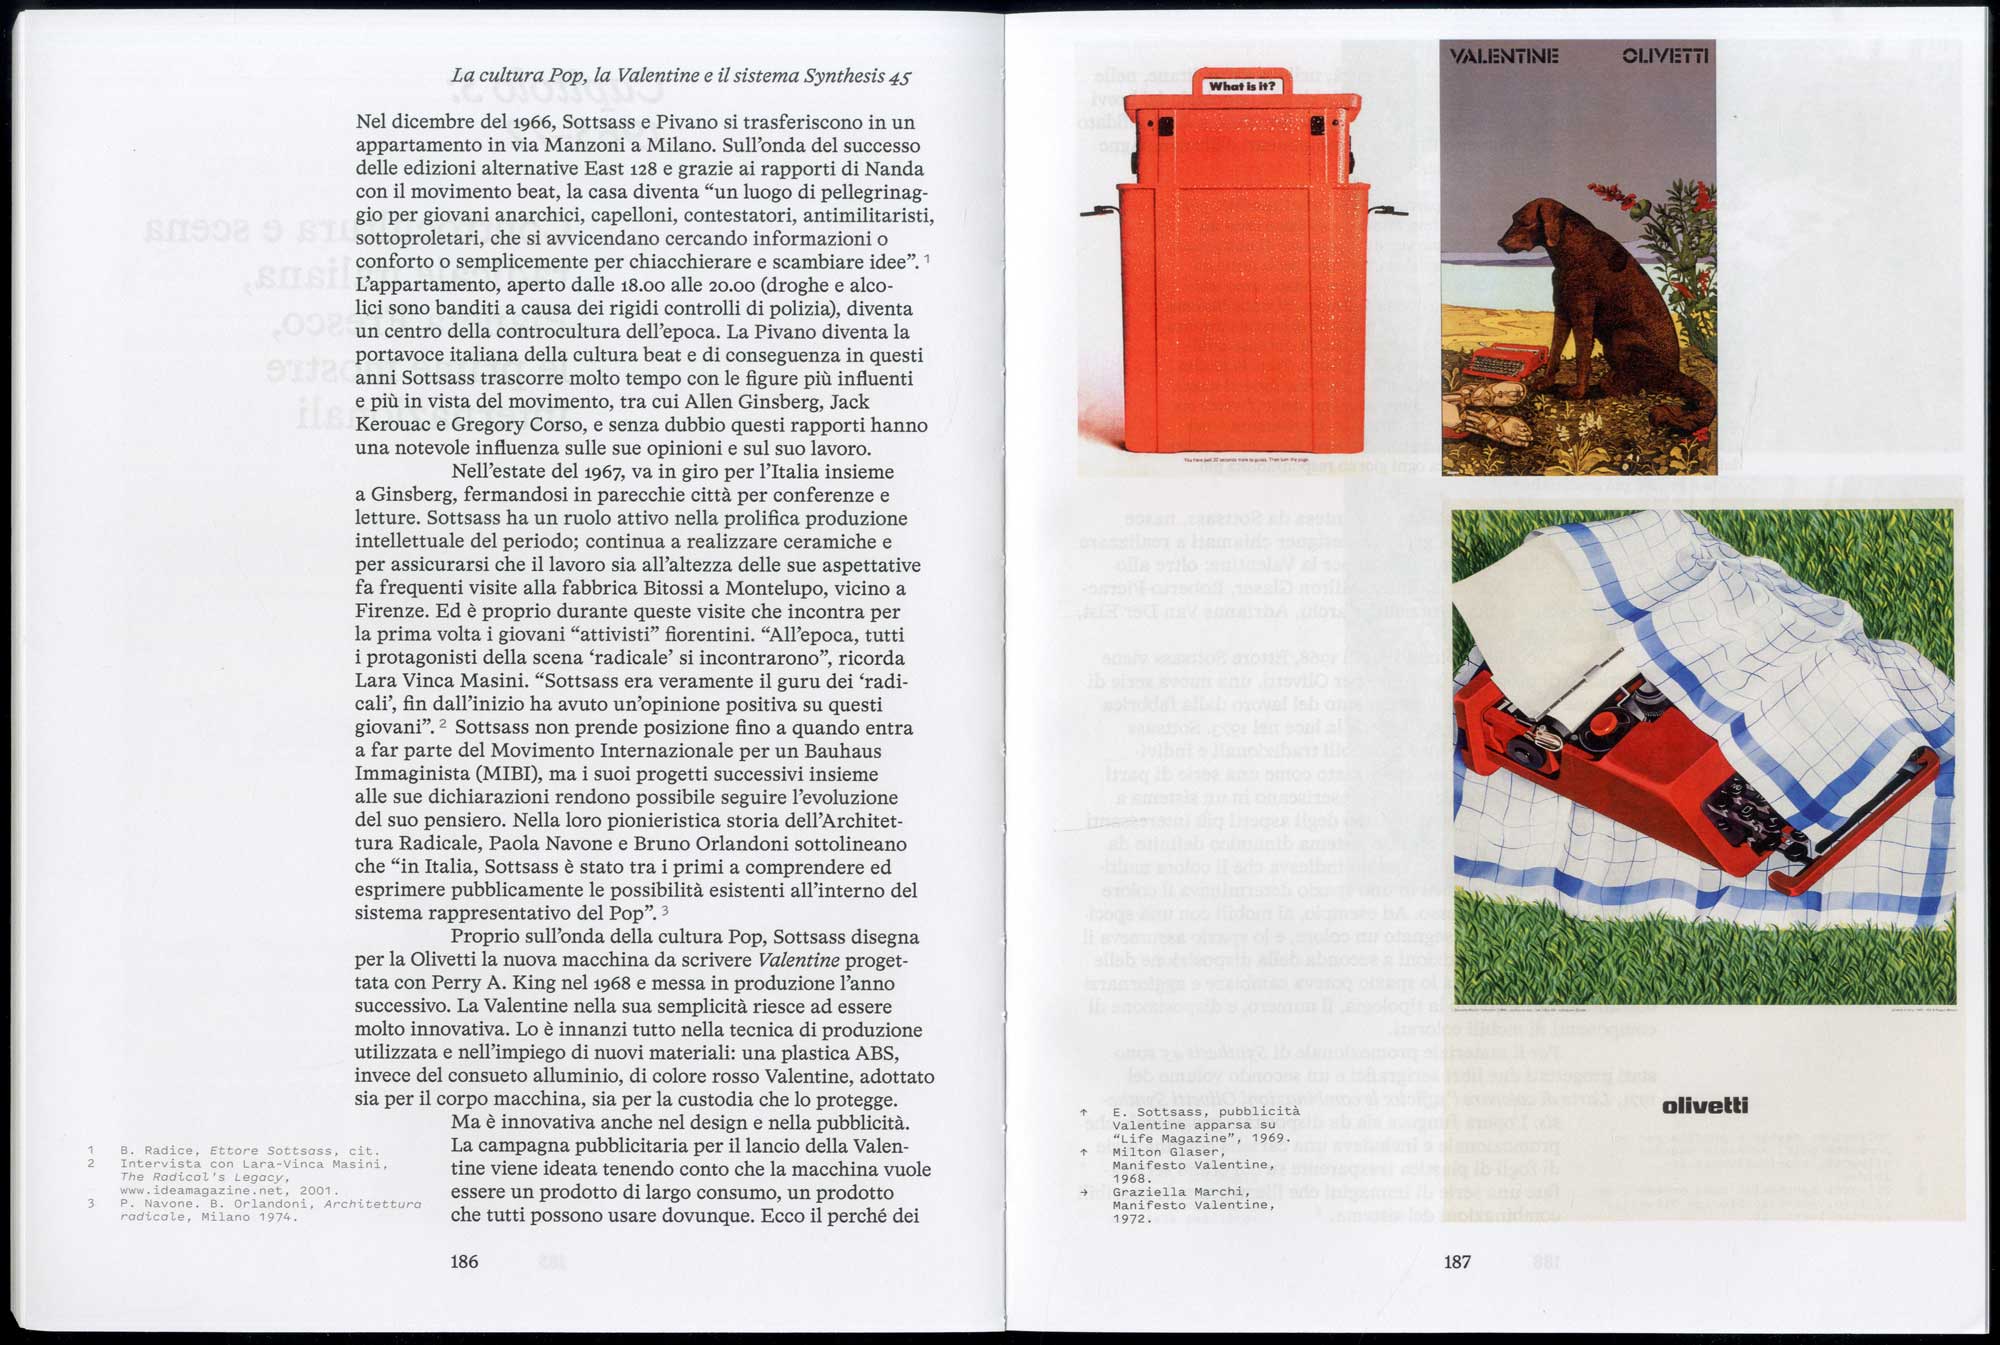 La cultura Pop, la Valentine e il sistema Synthesis 45
Nel dicembre del 1966, Sottsass e Pivano si trasferiscono in un
appartamento in via Manzoni a Milano. Sull’onda del successo
delle edizioni alternative East 128 e grazie ai rapporti di Nanda
con il movimento beat, la casa diventa “un luogo di pellegrinag-
gio per giovani anarchici, capelloni, contestatori, antimilitaristi,
sottoproletari, che si avvicendano cercando informazioni o
conforto o semplicemente per chiacchierare e scambiare idee”. 1
L’appartamento, aperto dalle 18.00 alle 20.00 (droghe e alco-
lici sono banditi a causa dei rigidi controlli di polizia), diventa
un centro della controcultura dell’epoca. La Pivano diventa la
portavoce italiana della cultura beat e di conseguenza in questi
anni Sottsass trascorre molto tempo con le figure più influenti
e più in vista del movimento, tra cui Allen Ginsberg, Jack
Kerouac e Gregory Corso, e senza dubbio questi rapporti hanno
una notevole influenza sulle sue opinioni e sul suo lavoro.
Nell’estate del 1967, va in giro per l’Italia insieme
a Ginsberg, fermandosi in parecchie città per conferenze e
letture. Sottsass ha un ruolo attivo nella prolifica produzione
intellettuale del periodo; continua a realizzare ceramiche e
per assicurarsi che il lavoro sia all’altezza delle sue aspettative
fa frequenti visite alla fabbrica Bitossi a Montelupo, vicino a
Firenze. Ed è proprio durante queste visite che incontra per
la prima volta i giovani “attivisti” fiorentini. “All’epoca, tutti
i protagonisti della scena ‘radicale’ si incontrarono”, ricorda
Lara Vinca Masini. “Sottsass era veramente il guru dei ‘radi-
cali’, fin dall’inizio ha avuto un’opinione positiva su questi
giovani”. 2 Sottsass non prende posizione fino a quando entra
a far parte del Movimento Internazionale per un Bauhaus
Immaginista (MIBI), ma i suoi progetti successivi insieme
alle sue dichiarazioni rendono possibile seguire l’evoluzione
del suo pensiero. Nella loro pionieristica storia dell’Architet-
tura Radicale, Paola Navone e Bruno Orlandoni sottolineano
che “in Italia, Sottsass è stato tra i primi a comprendere ed
esprimere pubblicamente le possibilità esistenti all’interno del
sistema rappresentativo del Pop”. 3
Proprio sull’onda della cultura Pop, Sottsass disegna
per la Olivetti la nuova macchina da scrivere Valentine proget-
tata con Perry A. King nel 1968 e messa in produzione l’anno
successivo. La Valentine nella sua semplicità riesce ad essere
molto innovativa. Lo è innanzi tutto nella tecnica di produzione
utilizzata e nell’impiego di nuovi materiali: una plastica ABS,
invece del consueto alluminio, di colore rosso Valentine, adottato
sia per il corpo macchina, sia per la custodia che lo protegge.
Ma è innovativa anche nel design e nella pubblicità.
La campagna pubblicitaria per il lancio della Valen-
tine viene ideata tenendo conto che la macchina vuole
essere un prodotto di largo consumo, un prodotto
che tutti possono usare dovunque. Ecco il perché dei
1 B. Radice, Ettore Sottsass, cit.
2 Intervista con Lara-Vinca Masini,
The Radical’s Legacy,
www.ideamagazine.net, 2001.
3 P. Navone. B. Orlandoni, Architettura
radicale, Milano 1974.
186
What is it?
You have just 20 seconds more to guess. Then turn the page.
VALENTINE OLIVETTI
olivetti
↑ E. Sottsass, pubblicità
Valentine apparsa su
“Life Magazine”, 1969.
↑ Milton Glaser,
Manifesto Valentine,
1968.
→ Graziella Marchi,
Manifesto Valentine,
1972.
187